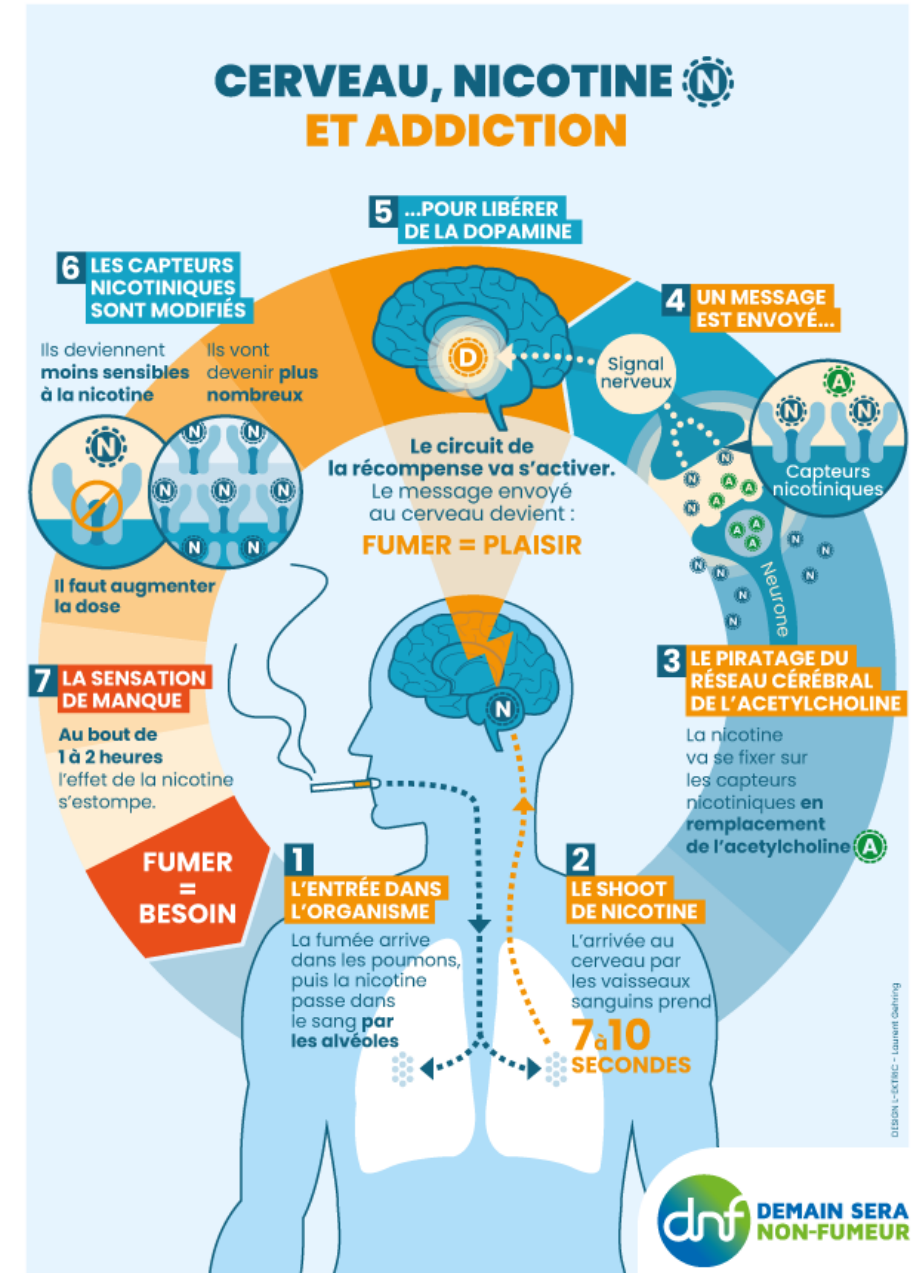 CERVEAU, NICOTINE N
ET ADDICTION
5 ...POUR LIBÉRER
DE LA DOPAMINE
6 LES CAPTEURS
NICOTINIQUES
SONT MODIFIÉS
Ils deviennent
moins sensibles
à la nicotine
Ils vont
devenir plus
nombreux
N
N N
N N N
N N
Il faut augmenter
la dose
4 UN MESSAGE
EST ENVOYÉ...
D
Signal
nerveux
A
N N
Capteurs
nicotiniques
N
N
N
A
A
A
A
A
A
N
N
N
N
N
N
N
Neurone
Le circuit de
la récompense va s’activer.
Le message envoyé
au cerveau devient :
FUMER = PLAISIR
7 LA SENSATION
DE MANQUE
Au bout de
1 à 2 heures
l’effet de la nicotine
s’estompe.
FUMER
=
BESOIN
N
3 LE PIRATAGE DU
RÉSEAU CÉRÉBRAL
DE L’ACETYLCHOLINE
La nicotine
va se fixer sur
les capteurs
nicotiniques en
remplacement
de l’acetylcholine A
1
L’ENTRÉE DANS
L’ORGANISME
La fumée arrive
dans les poumons,
puis la nicotine
passe dans
le sang par
les alvéoles
2
LE SHOOT
DE NICOTINE
L’arrivée au
cerveau par
les vaisseaux
sanguins prend
7 à 10
SECONDES
DESIGN L-EKTRIC - Laurent Gehring
dnf DEMAIN SERA
NON-FUMEUR